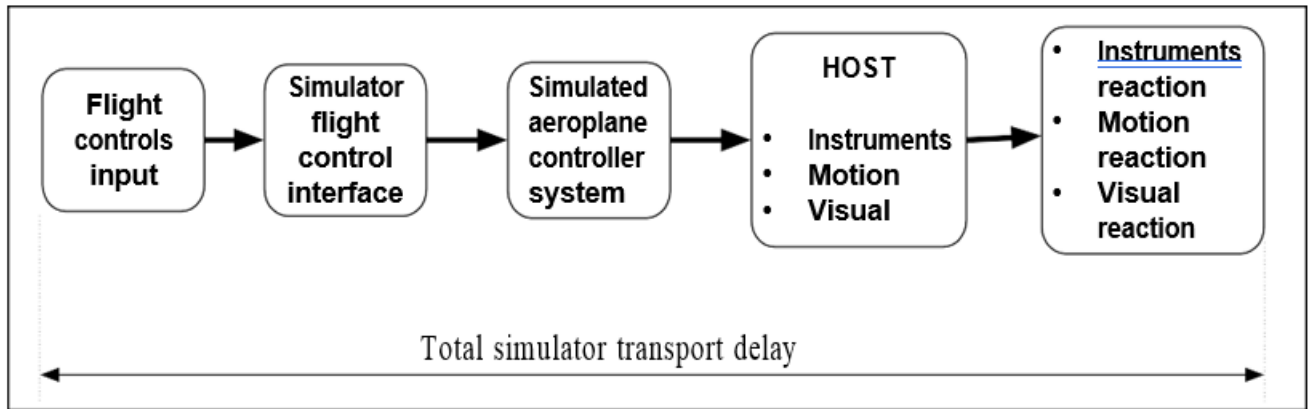 Flight
controls
input
Simulator
flight
control
interface
Simulated
aeroplane
controller
system
HOST
• Instruments
• Motion
• Visual
• Instruments
reaction
• Motion
reaction
• Visual
reaction
Total simulator transport delay